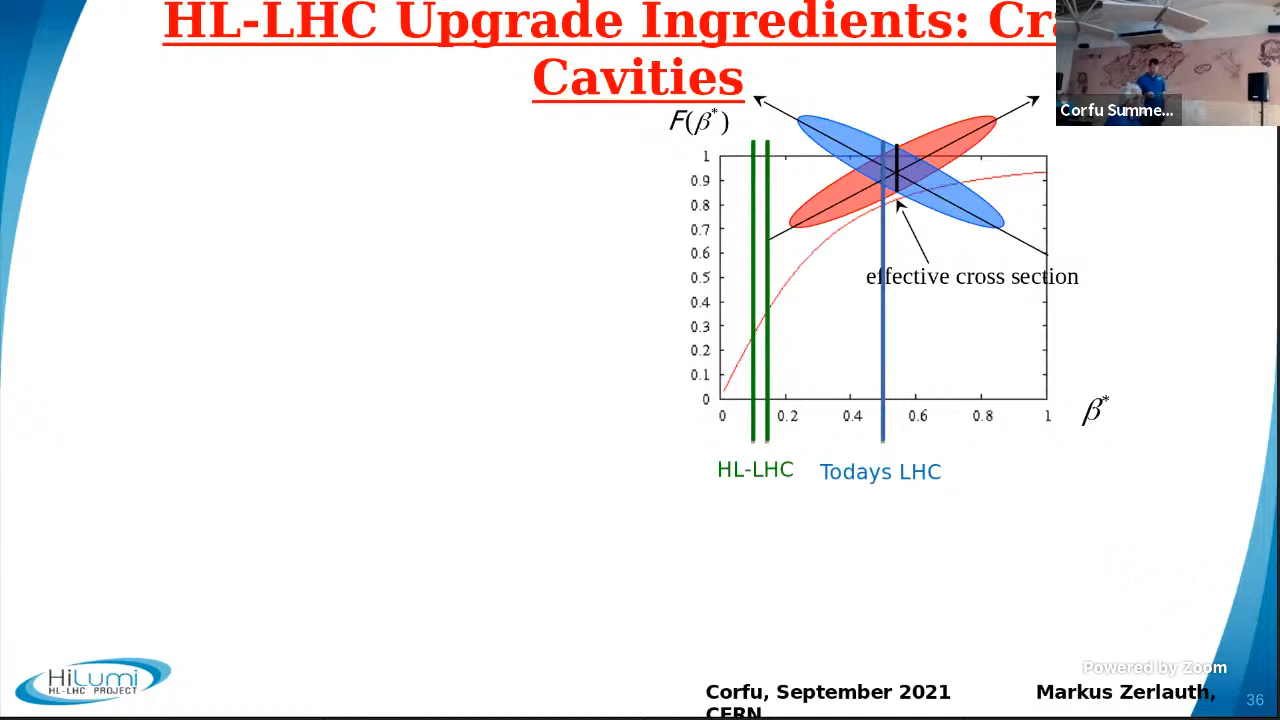 HL-LHC Upgrade Ingredients: Cra
Cavities
Corfu Summe...
F(β*)
1
0.9
0.8
0.7
0.6
0.5
0.4
0.3
0.2
0.1
0
effective cross section
0 0.2 0.4 0.6 0.8 1
β*
HL-LHC Todays LHC
HiLumi
HL-LHC PROJECT
Powered by Zoom
Corfu, September 2021 Markus Zerlauth,
CERN
36